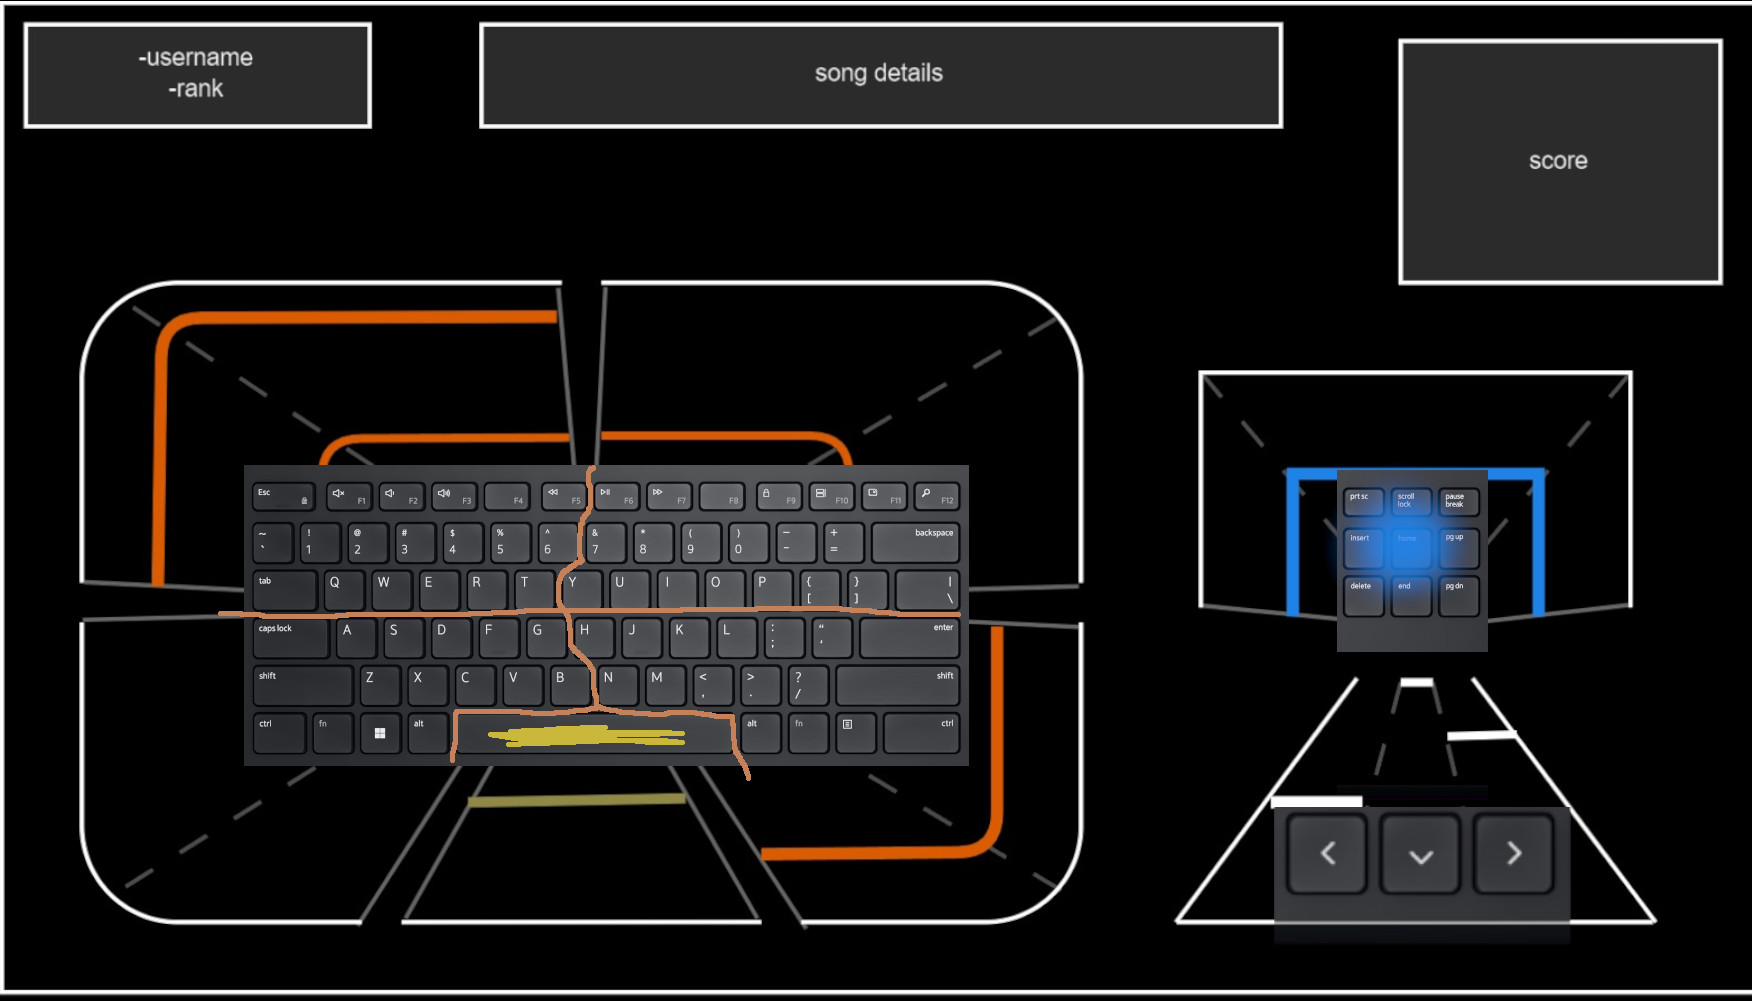 -username
-rank
song details
score
Esc F1 F2 F3 F4 F5 F6 F7 F8 F9 F10 F11 F12
~ ! @ # $ % ^ & * ( ) - + backspace
` 1 2 3 4 5 6 7 8 9 0 - =
tab Q W E R T Y U I O P { } |
[ ] \
caps lock A S D F G H J K L : “ enter
; ‘
shift Z X C V B N M < > ? shift
, . /
ctrl fn alt alt fn ctrl
prt sc scroll lock pause break
insert home pg up
delete end pg dn